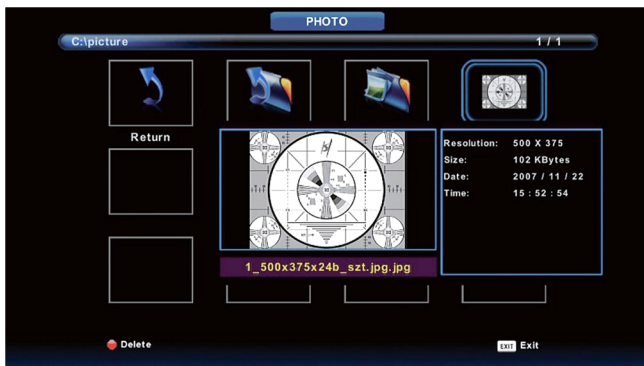 PHOTO
C:\picture
1 / 1
Return
Resolution: 500 X 375
Size: 102 KBytes
Date: 2007 / 11 / 22
Time: 15 : 52 : 54
1_500x375x24b_szt.jpg.jpg
Delete
EXIT Exit